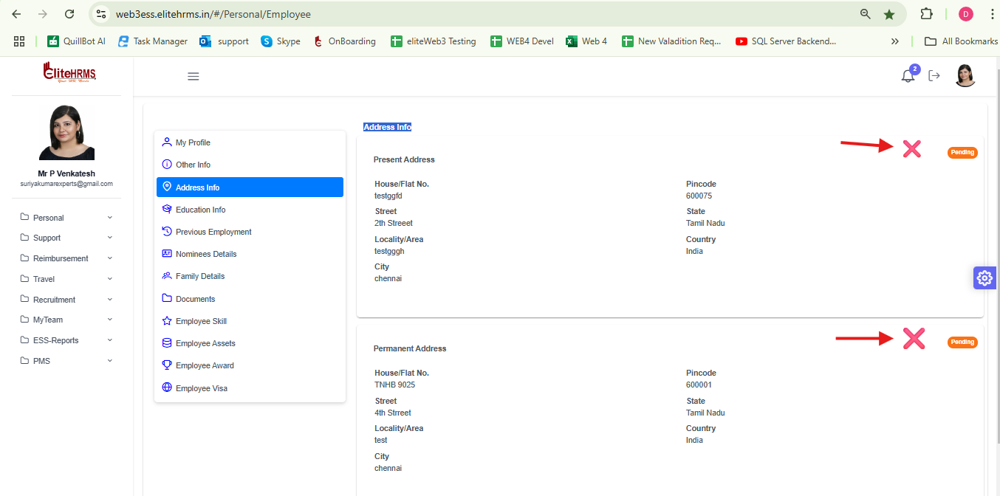 web3ess.elitehrms.in/#/Personal/Employee
D
QuillBot AI
Task Manager
support
Skype
OnBoarding
eliteWeb3 Testing
WEB4 Devel
Web 4
New Valadition Req...
SQL Server Backend...
»
All Bookmarks
EliteHRMS
Your HR Needs
2
Mr P Venkatesh
suriyakumarexperts@gmail.com
Personal
Support
Reimbursement
Travel
Recruitment
MyTeam
ESS-Reports
PMS
My Profile
Other Info
Address Info
Education Info
Previous Employment
Nominees Details
Family Details
Documents
Employee Skill
Employee Assets
Employee Award
Employee Visa
Address Info
Present Address
Pending
House/Flat No.
testggfd
Street
2th Streeet
Locality/Area
testgggh
City
chennai
Pincode
600075
State
Tamil Nadu
Country
India
Permanent Address
Pending
House/Flat No.
TNHB 9025
Street
4th Strreet
Locality/Area
test
City
chennai
Pincode
600001
State
Tamil Nadu
Country
India